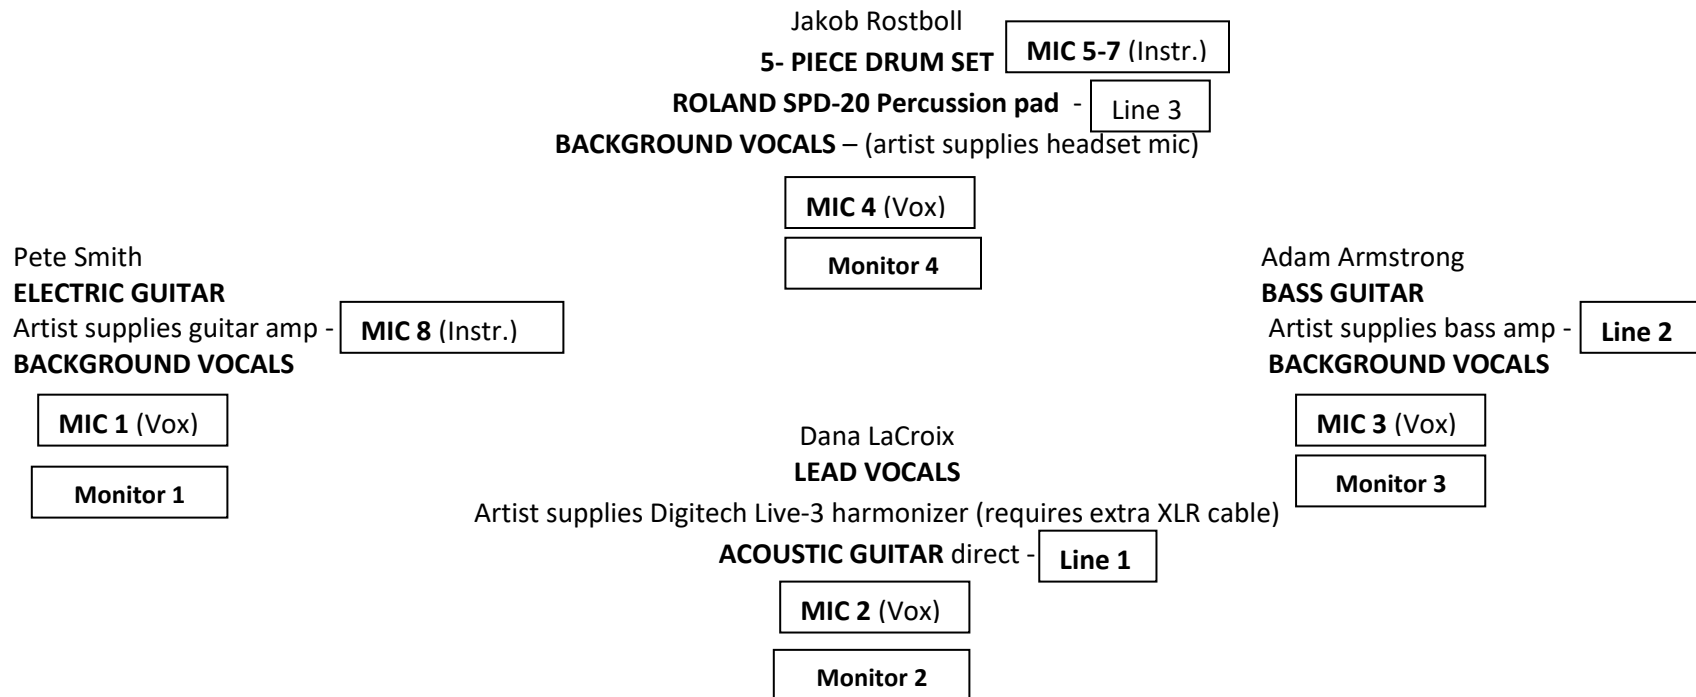 Jakob Rostboll
5- PIECE DRUM SET MIC 5-7 (Instr.)
ROLAND SPD-20 Percussion pad - Line 3
BACKGROUND VOCALS – (artist supplies headset mic)
MIC 4 (Vox)
Monitor 4
Pete Smith
ELECTRIC GUITAR
Artist supplies guitar amp - MIC 8 (Instr.)
BACKGROUND VOCALS
MIC 1 (Vox)
Monitor 1
Adam Armstrong
BASS GUITAR
Artist supplies bass amp - Line 2
BACKGROUND VOCALS
MIC 3 (Vox)
Monitor 3
Dana LaCroix
LEAD VOCALS
Artist supplies Digitech Live-3 harmonizer (requires extra XLR cable)
ACOUSTIC GUITAR direct - Line 1
MIC 2 (Vox)
Monitor 2